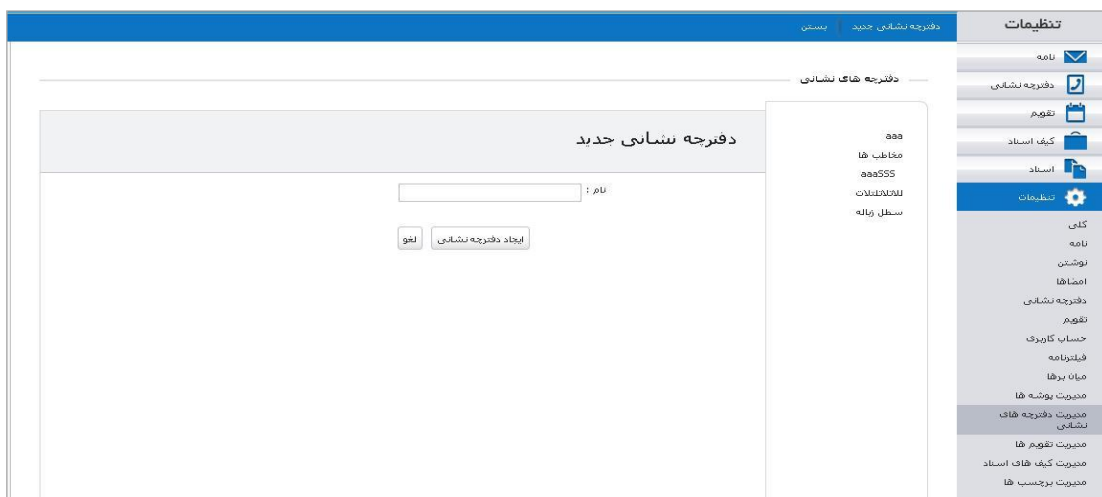 تنظیمات
دفترچه نشانی جدید
بستن
نامه
دفترچه نشانی
تقویم
کیف اسناد
اسناد
تنظیمات
کلی
نامه
نوشتن
امضاها
دفترچه نشانی
تقویم
حساب کاربری
فیلترنامه
میان برها
مدیریت پوشه ها
مدیریت دفترچه های
نشانی
مدیریت تقویم ها
مدیریت کیف های اسناد
مدیریت برچسب ها
دفترچه های نشانی
aaa
مخاطب ها
aaaSSS
سطل زباله
دفترچه نشانی جدید
نام :
ایجاد دفترچه نشانی
لغو